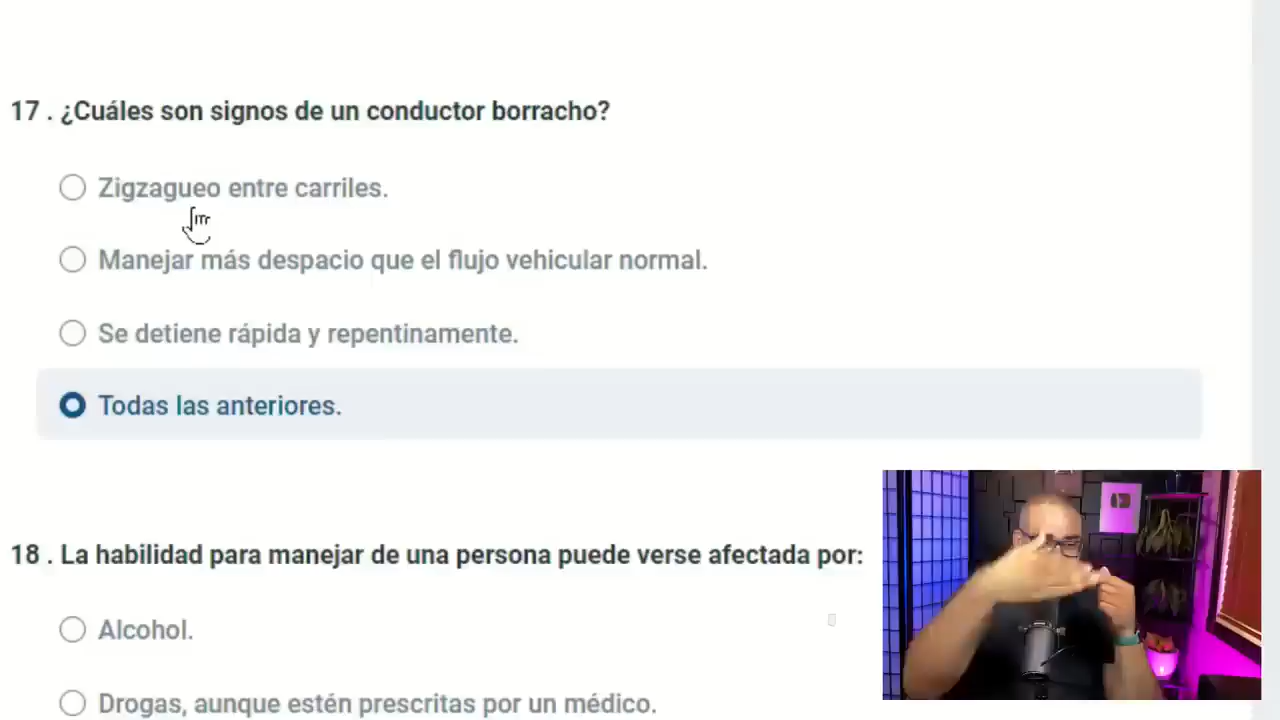 17 . ¿Cuáles son signos de un conductor borracho?
Zigzagueo entre carriles.
Manejar más despacio que el flujo vehicular normal.
Se detiene rápida y repentinamente.
Todas las anteriores.
18 . La habilidad para manejar de una persona puede verse afectada por:
Alcohol.
Drogas, aunque estén prescritas por un médico.